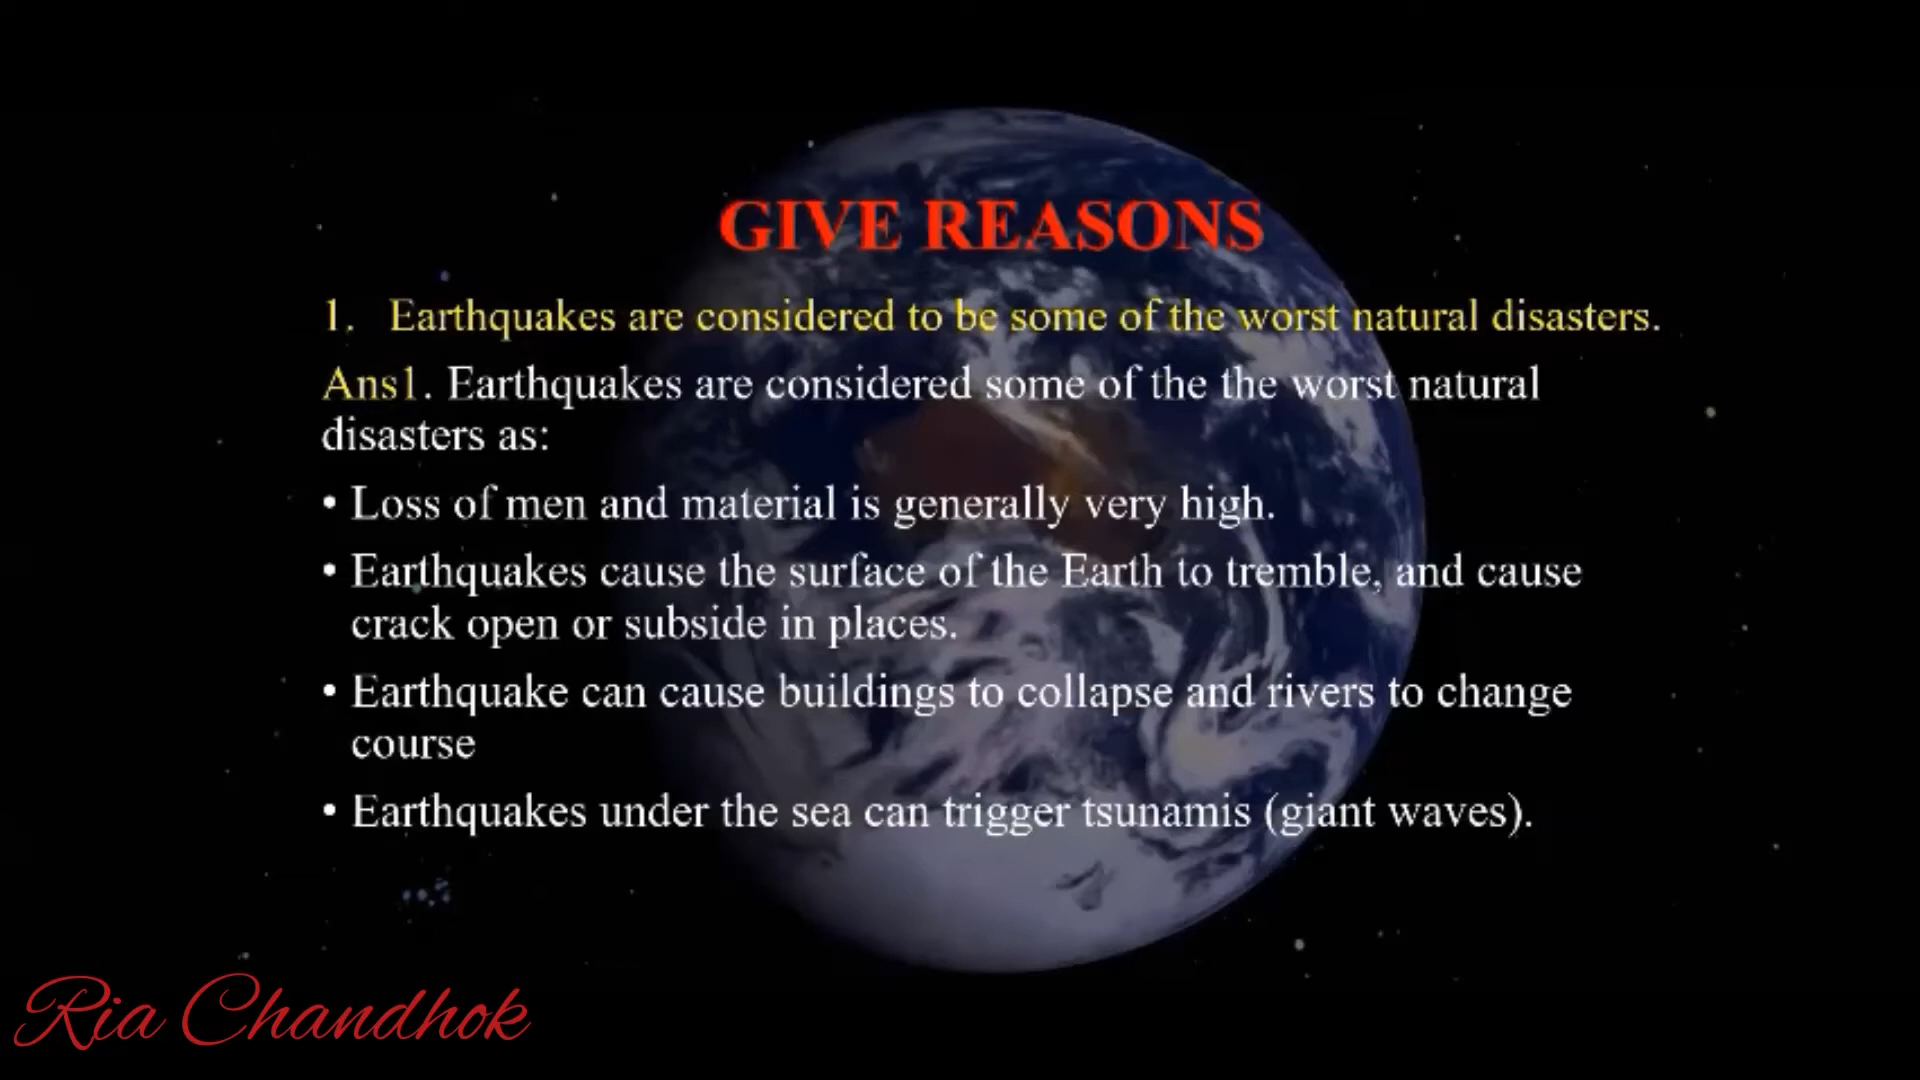 GIVE REASONS
1. Earthquakes are considered to be some of the worst natural disasters.
Ans1. Earthquakes are considered some of the the worst natural
disasters as:
• Loss of men and material is generally very high.
• Earthquakes cause the surface of the Earth to tremble, and cause
crack open or subside in places.
• Earthquake can cause buildings to collapse and rivers to change
course
• Earthquakes under the sea can trigger tsunamis (giant waves).
Ria Chandhok